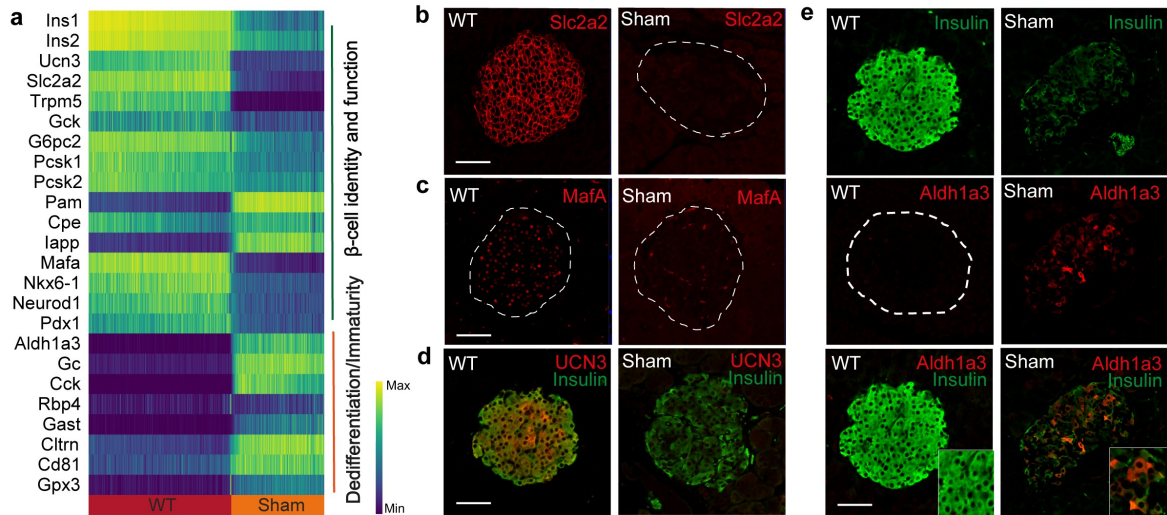 a
Ins1
Ins2
Ucn3
Slc2a2
Trpm5
Gck
G6pc2
Pcsk1
Pcsk2
Pam
Cpe
Iapp
Mafa
Nkx6-1
Neurod1
Pdx1
Aldh1a3
Gc
Cck
Rbp4
Gast
Cltrn
Cd81
Gpx3
WT Sham
β-cell identity and function
Dedifferentiation/Immaturity
Max
Min
b
WT Slc2a2
Sham Slc2a2
c
WT MafA
Sham MafA
d
WT UCN3
Insulin
Sham UCN3
Insulin
e
WT Insulin
Sham Insulin
WT Aldh1a3
Sham Aldh1a3
WT Aldh1a3
Insulin
Sham Aldh1a3
Insulin